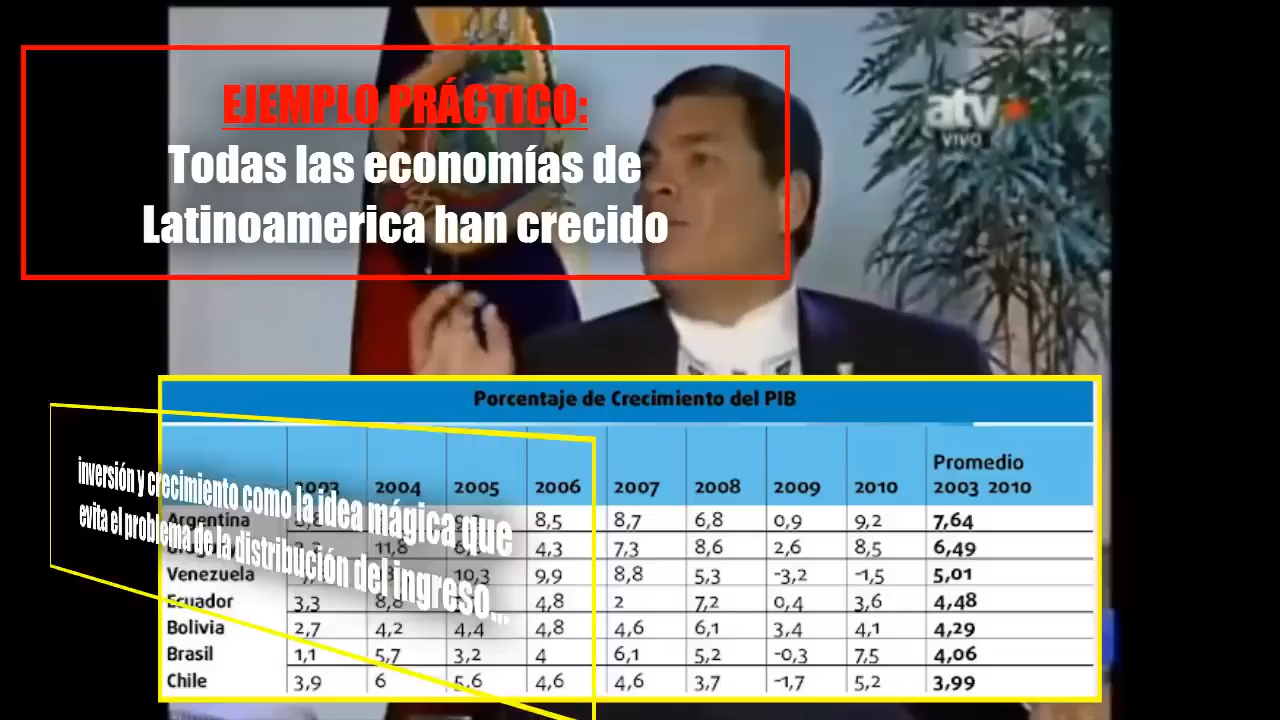 EJEMPLO PRÁCTICO:
Todas las economías de
Latinoamerica han crecido
atv
VIVO
Porcentaje de Crecimiento del PIB
2003 2004 2005 2006 2007 2008 2009 2010 Promedio 2003 2010
inversión y crecimiento como la idea mágica que
evita el problema de la distribución del ingreso...
Argentina 8,5 8,7 6,8 0,9 9,2 7,64
11,8 4,3 7,3 8,6 2,6 8,5 6,49
Venezuela 10,3 9,9 8,8 5,3 -3,2 -1,5 5,01
Ecuador 3,3 8,8 4,8 2 7,2 0,4 3,6 4,48
Bolivia 2,7 4,2 4,4 4,8 4,6 6,1 3,4 4,1 4,29
Brasil 1,1 5,7 3,2 4 6,1 5,2 -0,3 7,5 4,06
Chile 3,9 6 5,6 4,6 4,6 3,7 -1,7 5,2 3,99